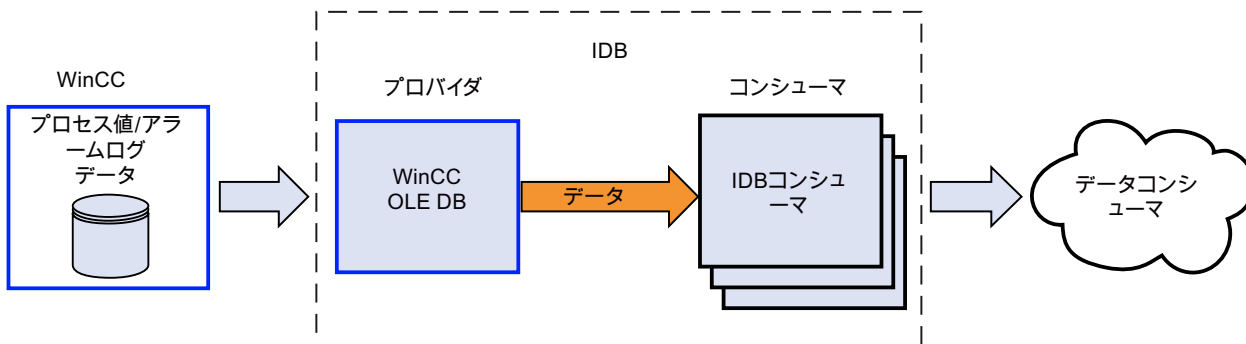 IDB
WinCC
プロバイダ
コンシューマ
プロセス値/アラ
ームログ
データ
WinCC
OLE DB
データ
IDBコンシュ
ーマ
データコンシ
ューマ